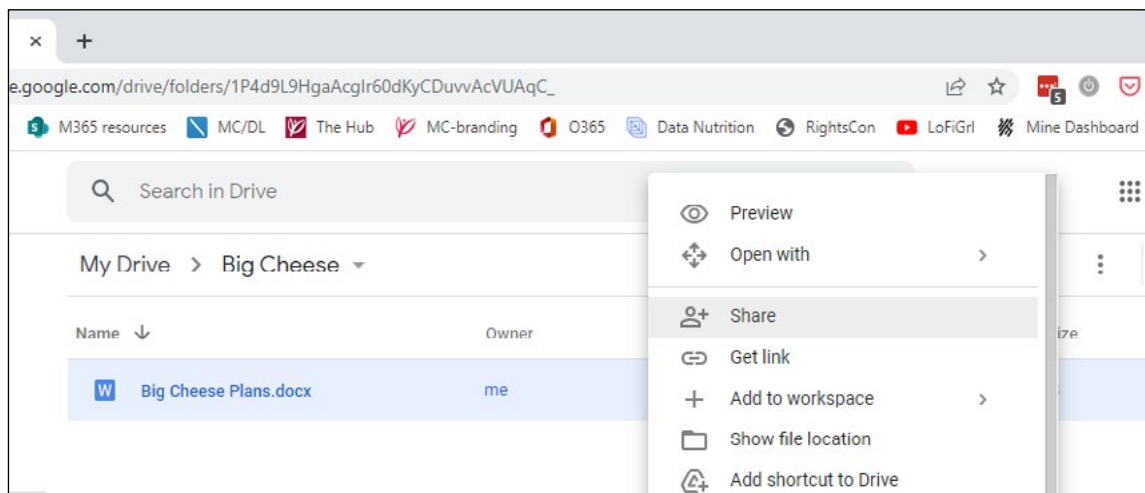 e.google.com/drive/folders/1P4d9L9HgaAcglr60dKyCDuvvAcVUAqC_
5
S M365 resources MC/DL The Hub MC-branding O365 Data Nutrition RightsCon LoFiGrl Mine Dashboard
Search in Drive
My Drive > Big Cheese
Name Owner ize
W Big Cheese Plans.docx me
Preview
Open with
Share
Get link
Add to workspace
Show file location
Add shortcut to Drive